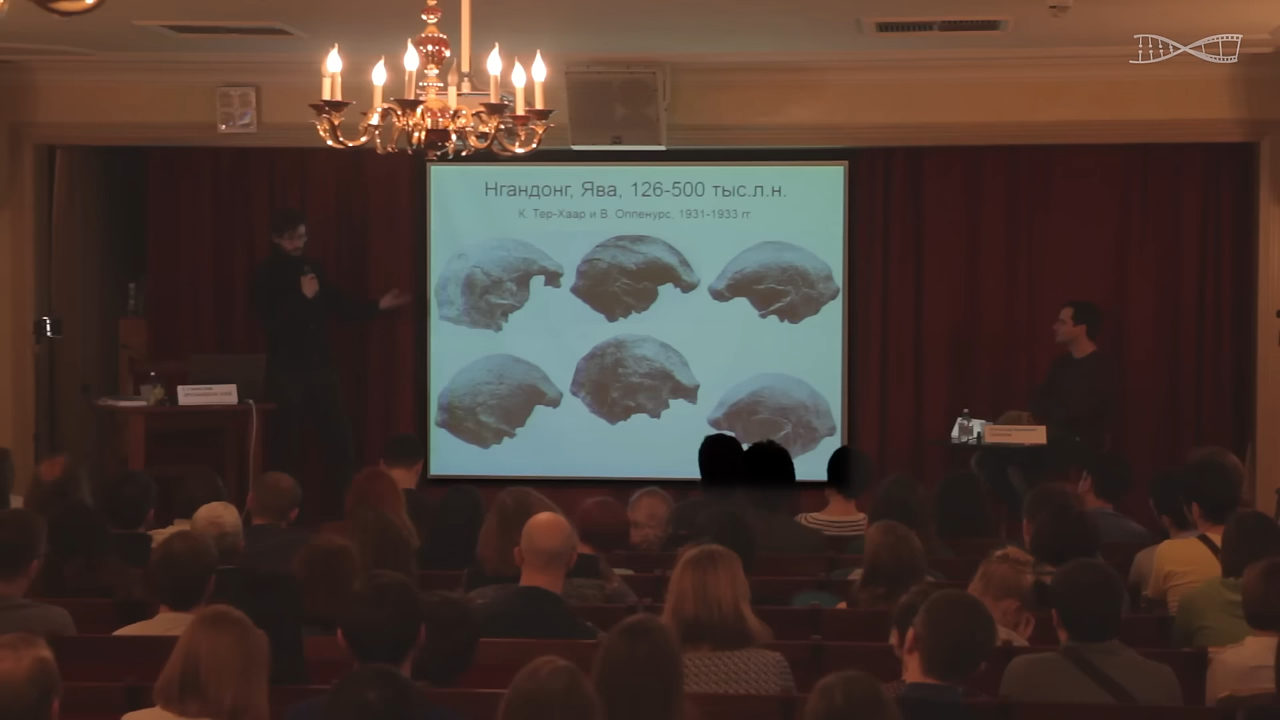 Нгандонг, Ява, 126-500 тыс.л.н.
К. Тер-Хаар и В. Оппенурс, 1931-1933 гг.